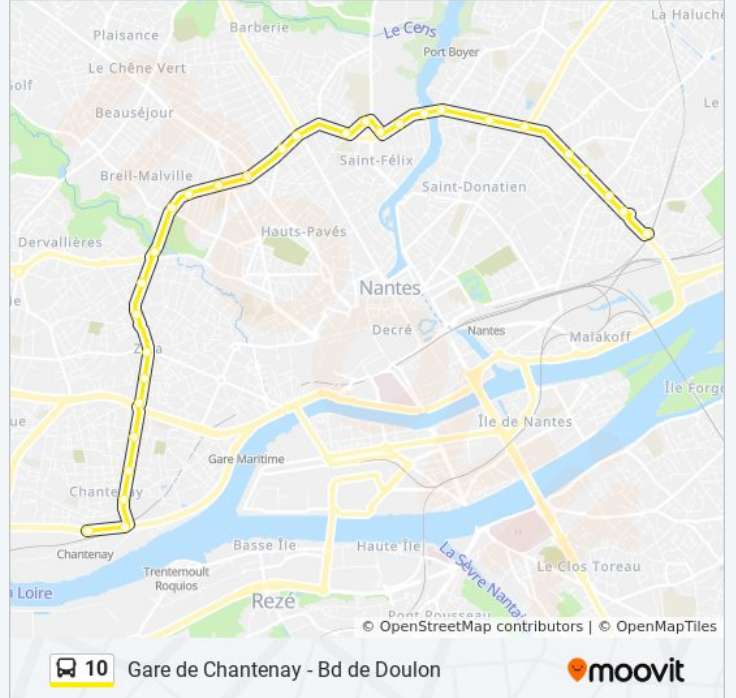 La Haluche
Barberie
Plaisance
Le Cens
Port Boyer
Le Chêne Vert
Beauséjour
Saint-Félix
Breil-Malville
Saint-Donatien
Hauts-Pavés
Dervallières
Nantes
Decré
Nantes
Malakoff
Île Forge
Île de Nantes
Gare Maritime
Chantenay
Basse Île
Haute Île
Chantenay
Trentemoult
Roquios
Le Clos Toreau
La Sèvre Nantai
a Loire
Rezé
Pont Rousseau
© OpenStreetMap contributors | © OpenMapTiles
10 Gare de Chantenay - Bd de Doulon
moovit